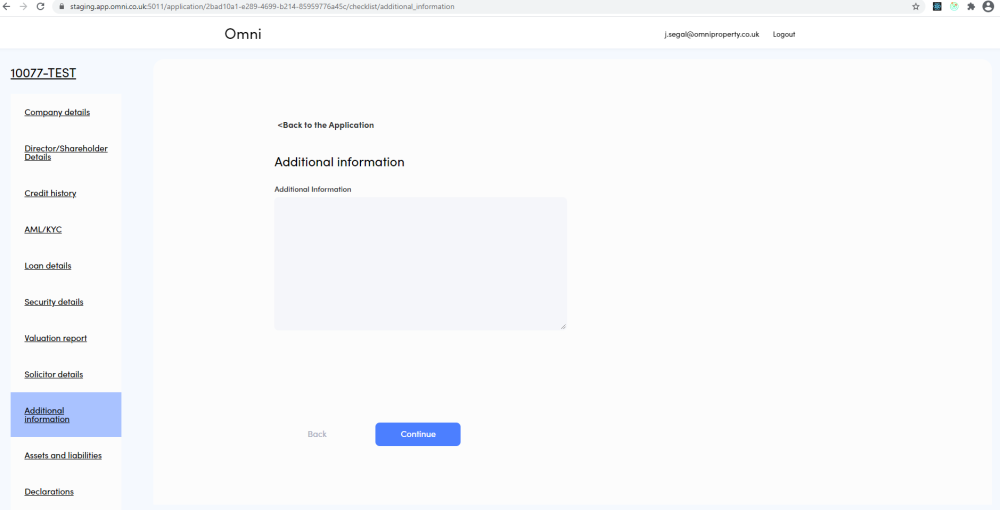 staging.app.omni.co.uk:5011/application/2bad10a1-e289-4699-b214-85959776a45c/checklist/additional_information
Omni
j.segal@omniproperty.co.uk
Logout
10077-TEST
Company details
Director/Shareholder
Details
Credit history
AML/KYC
Loan details
Security details
Valuation report
Solicitor details
Additional
information
Assets and liabilities
Declarations
<Back to the Application
Additional information
Additional Information
Back
Continue